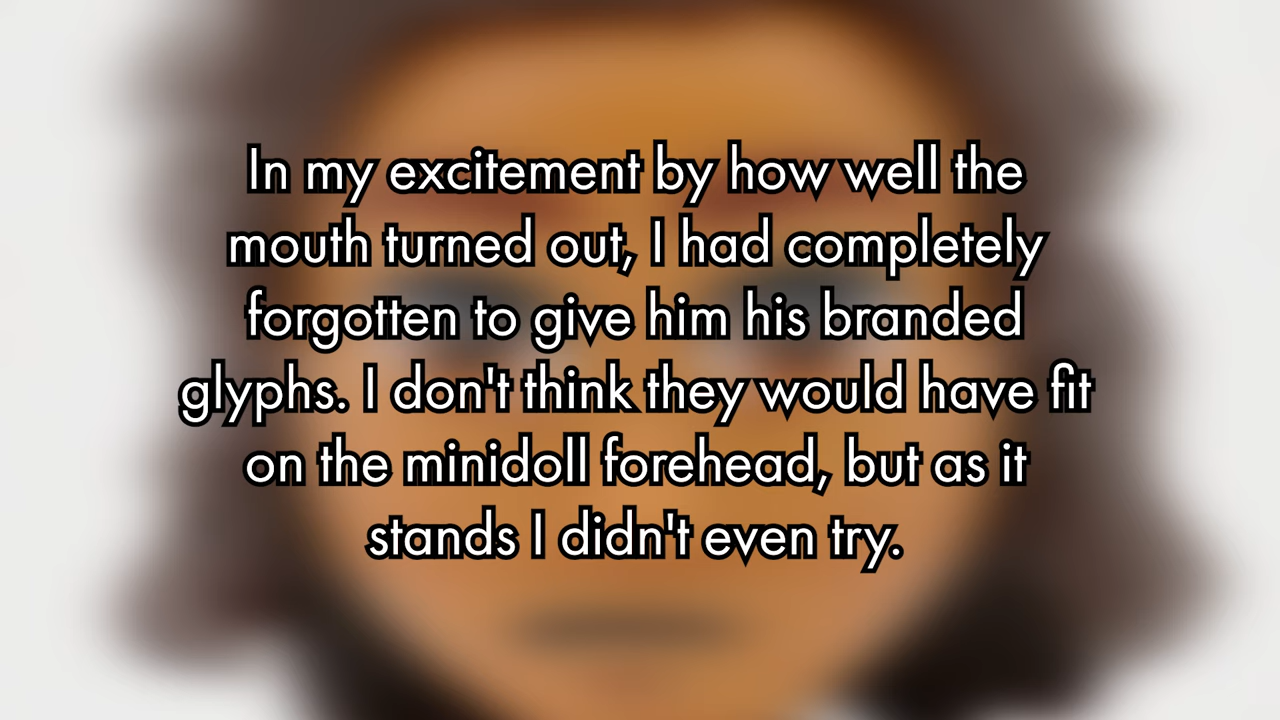 In my excitement by how well the
mouth turned out, I had completely
forgotten to give him his branded
glyphs. I don't think they would have fit
on the minidoll forehead, but as it
stands I didn't even try.